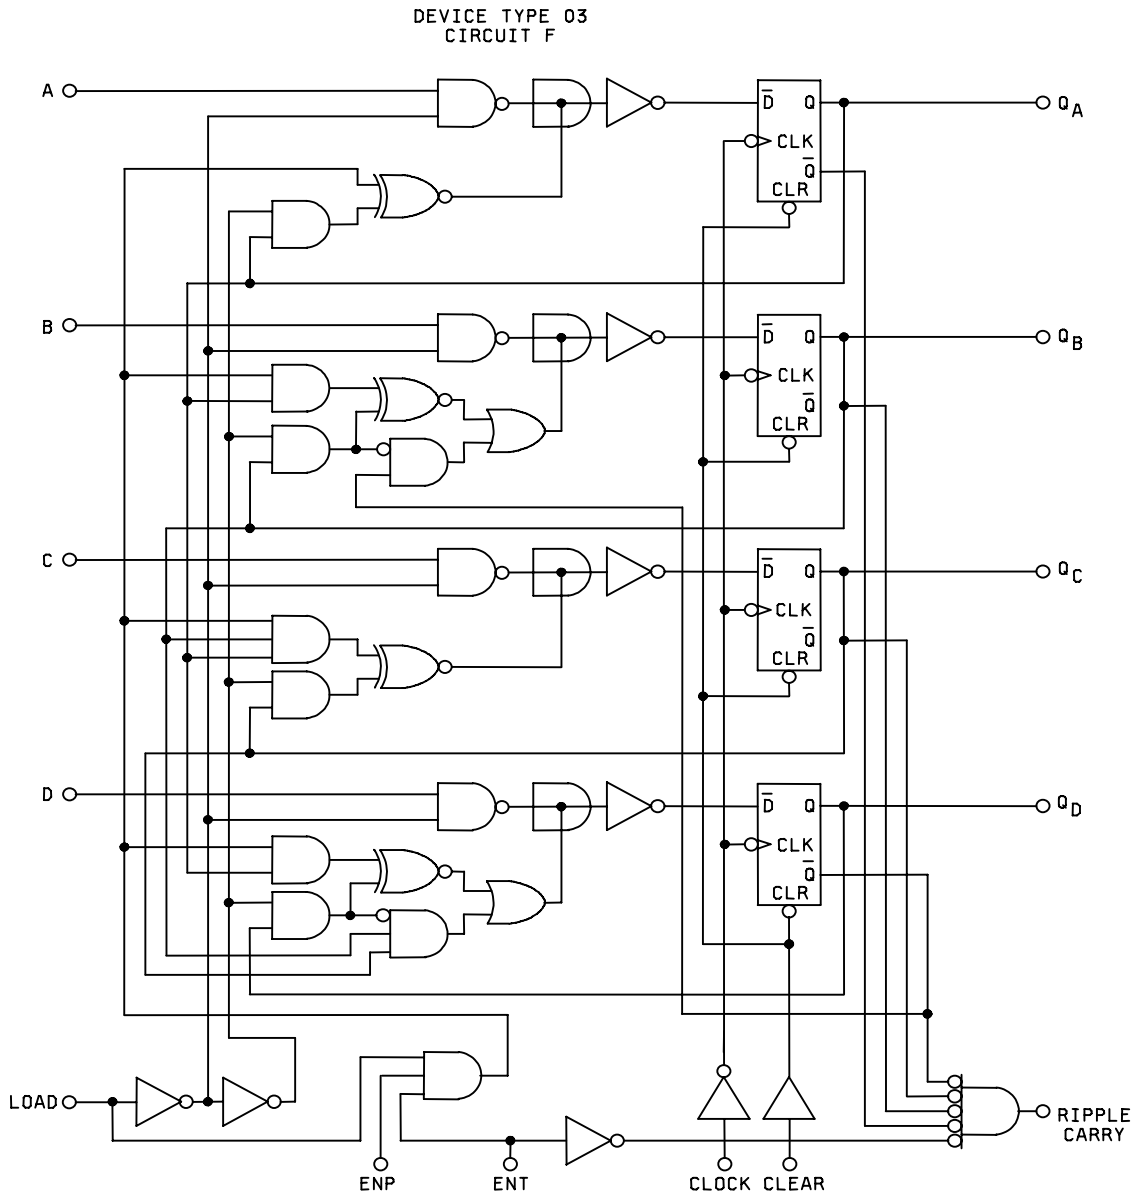 DEVICE TYPE 03
CIRCUIT F
A
D̅ Q
Q_A
CLK
Q̅
CLR
B
D̅ Q
Q_B
CLK
Q̅
CLR
C
D̅ Q
Q_C
CLK
Q̅
CLR
D
D̅ Q
Q_D
CLK
Q̅
CLR
LOAD
RIPPLE
CARRY
ENP ENT CLOCK CLEAR